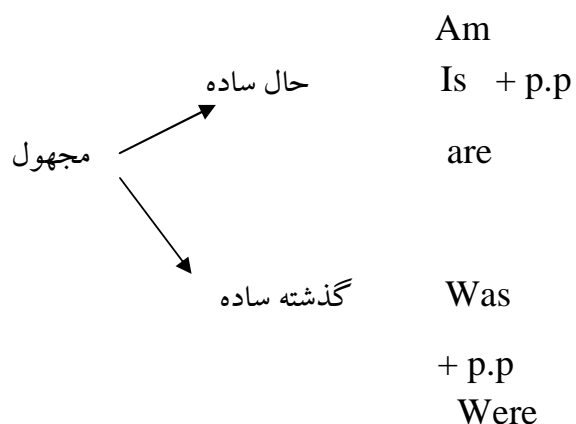 Am
حال ساده Is + p.p
مجهول are
گذشته ساده Was
+ p.p
Were